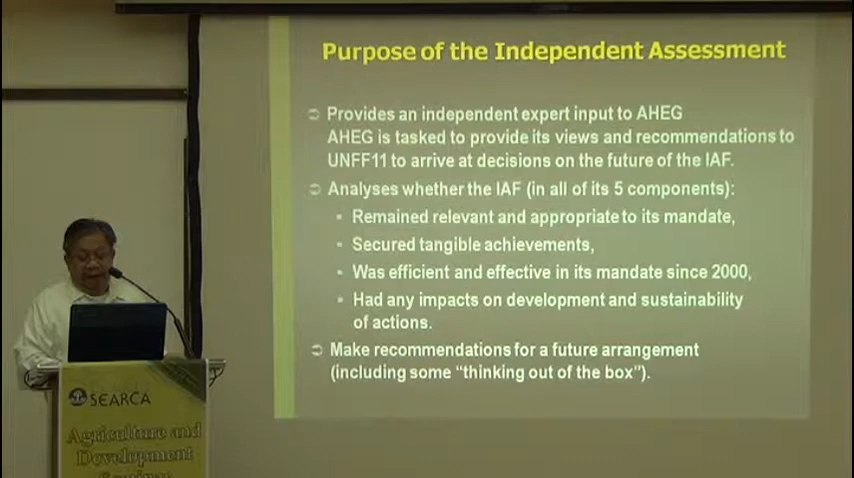 Purpose of the Independent Assessment
Provides an independent expert input to AHEG
AHEG is tasked to provide its views and recommendations to
UNFF11 to arrive at decisions on the future of the IAF.
Analyses whether the IAF (in all of its 5 components):
Remained relevant and appropriate to its mandate,
Secured tangible achievements,
Was efficient and effective in its mandate since 2000,
Had any impacts on development and sustainability
of actions.
Make recommendations for a future arrangement
(including some “thinking out of the box”).
SEARCA
Agriculture and
Development
Seminar